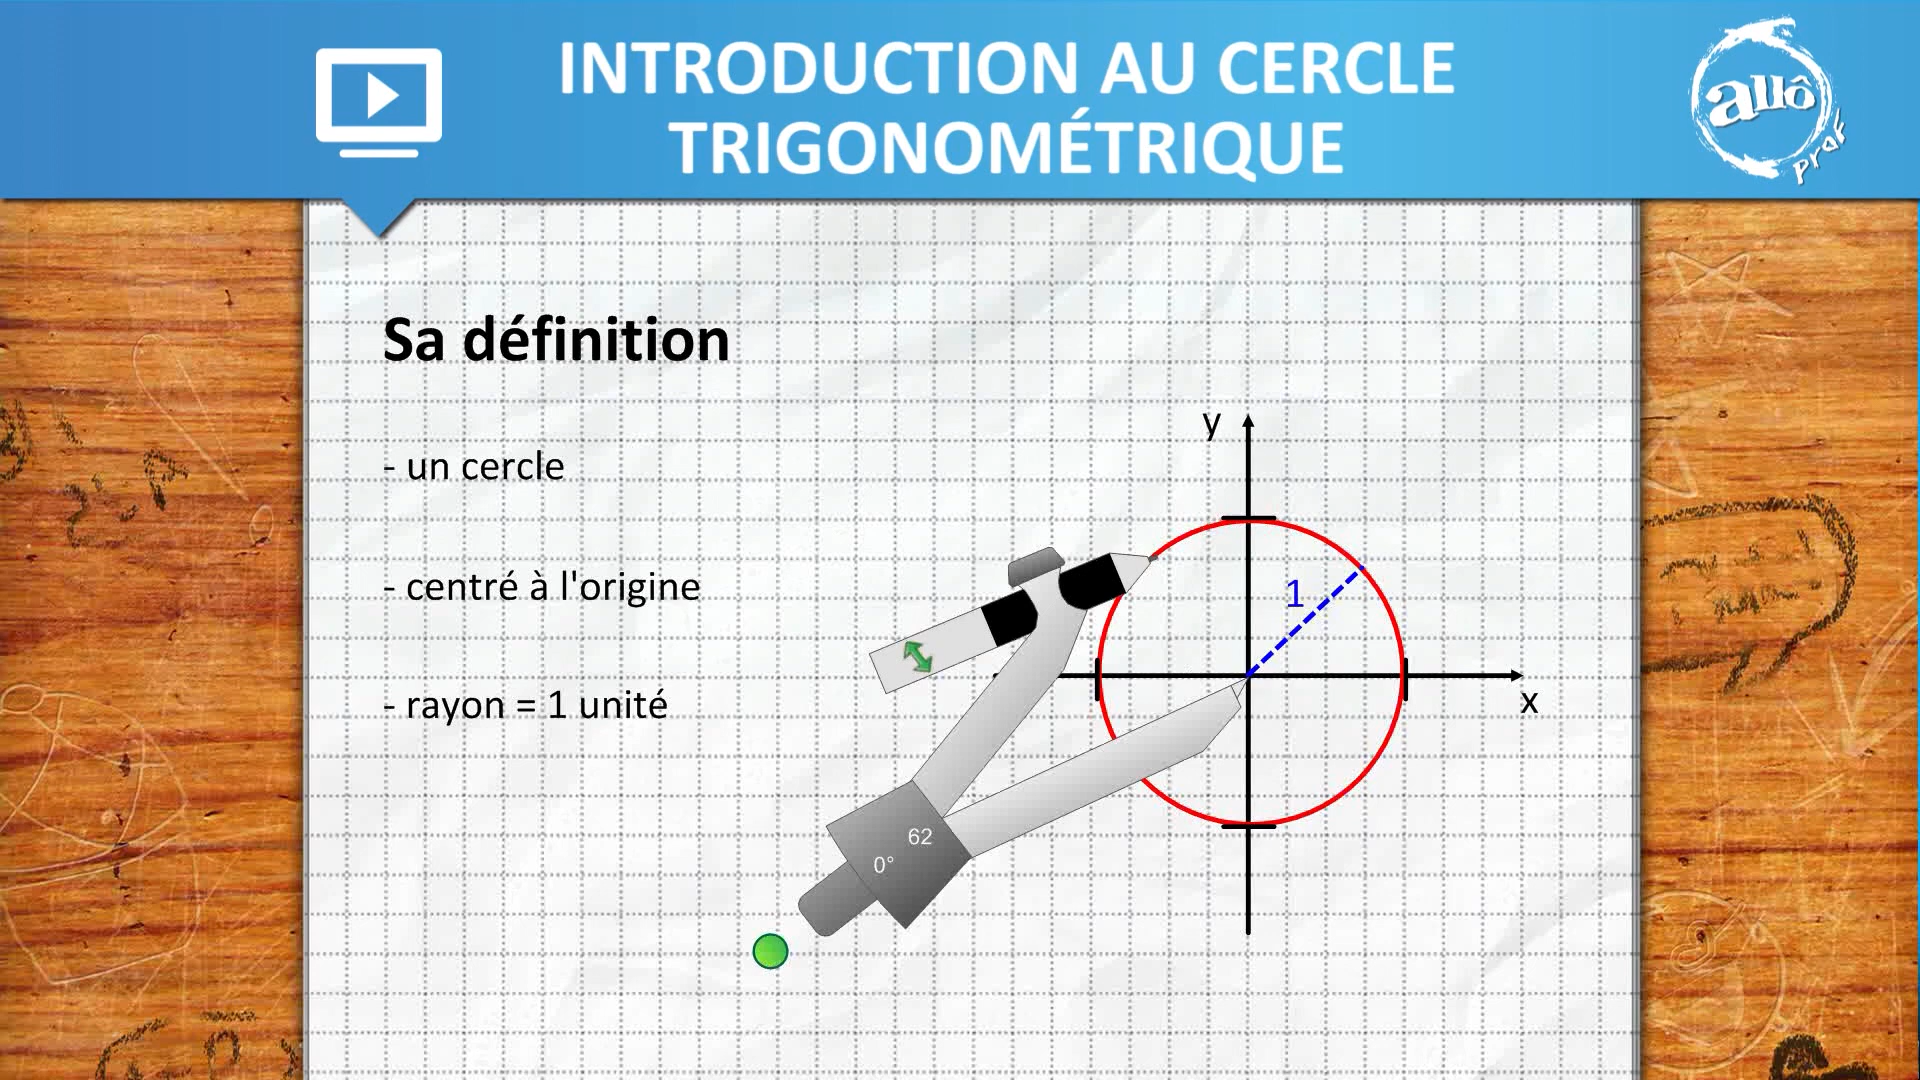 INTRODUCTION AU CERCLE
TRIGONOMÉTRIQUE
allô
prof
Sa définition
- un cercle
- centré à l'origine
- rayon = 1 unité
y
1
x
62
0°